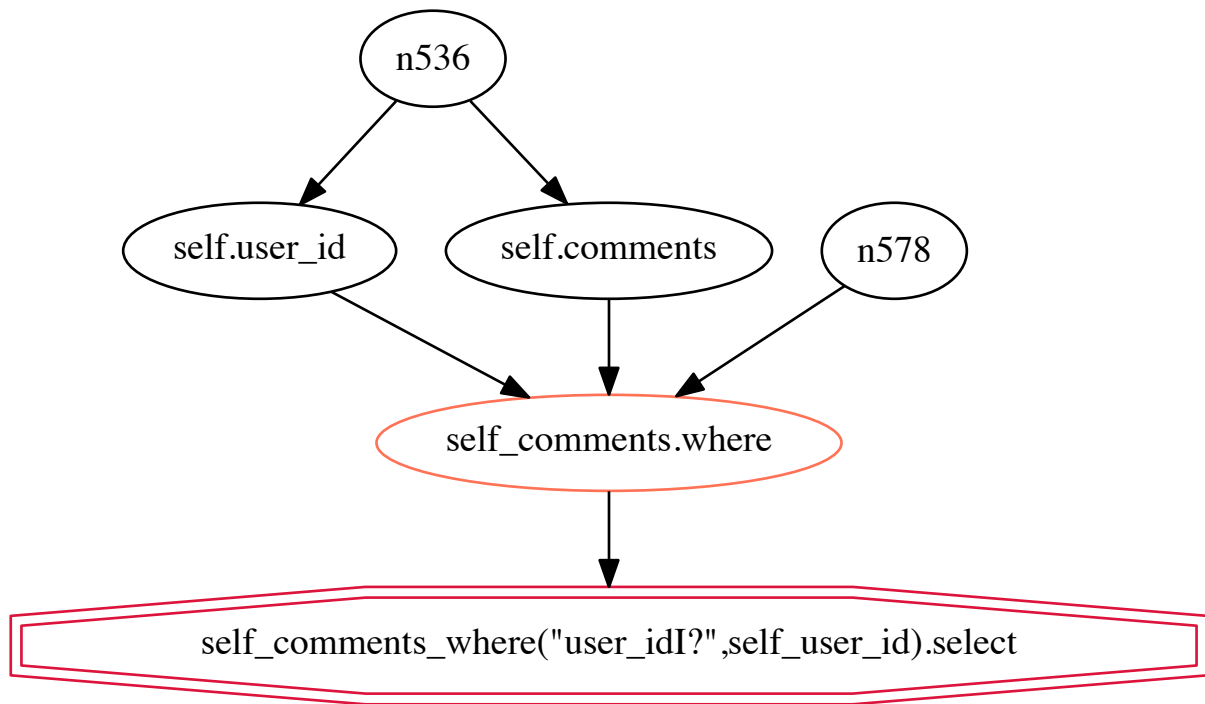 n536
self.user_id
self.comments
n578
self_comments.where
self_comments_where("user_idI?",self_user_id).select